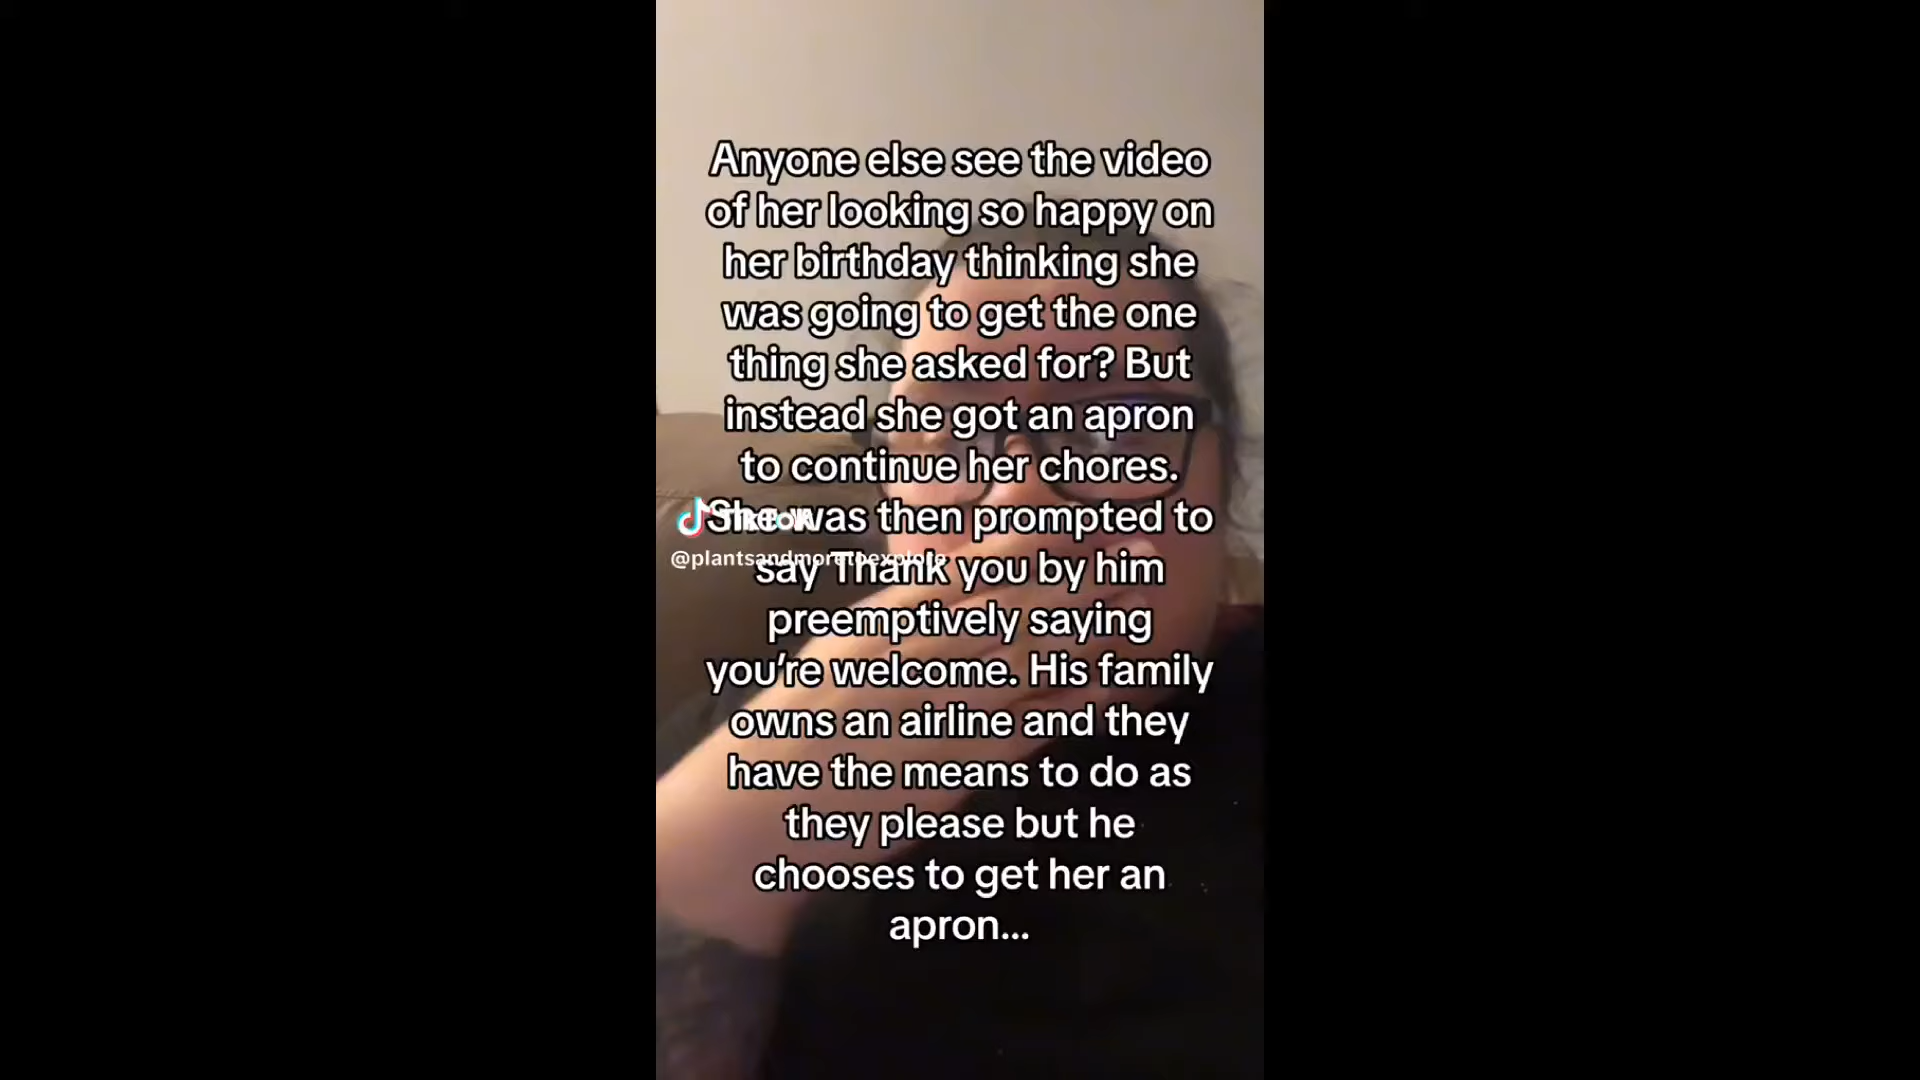 Anyone else see the video
of her looking so happy on
her birthday thinking she
was going to get the one
thing she asked for? But
instead she got an apron
to continue her chores.
She was then prompted to
TikTok
@plantsandmoretoexplore
say Thank you by him
preemptively saying
you're welcome. His family
owns an airline and they
have the means to do as
they please but he
chooses to get her an
apron...